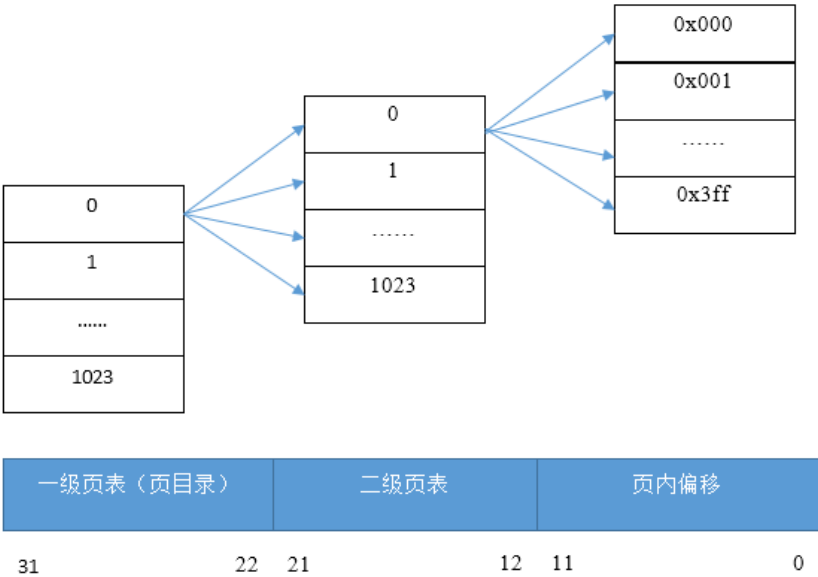 0x000
0x001
......
0x3ff
0
1
......
1023
0
1
......
1023
一级页表（页目录） 二级页表 页内偏移
31 22 21 12 11 0